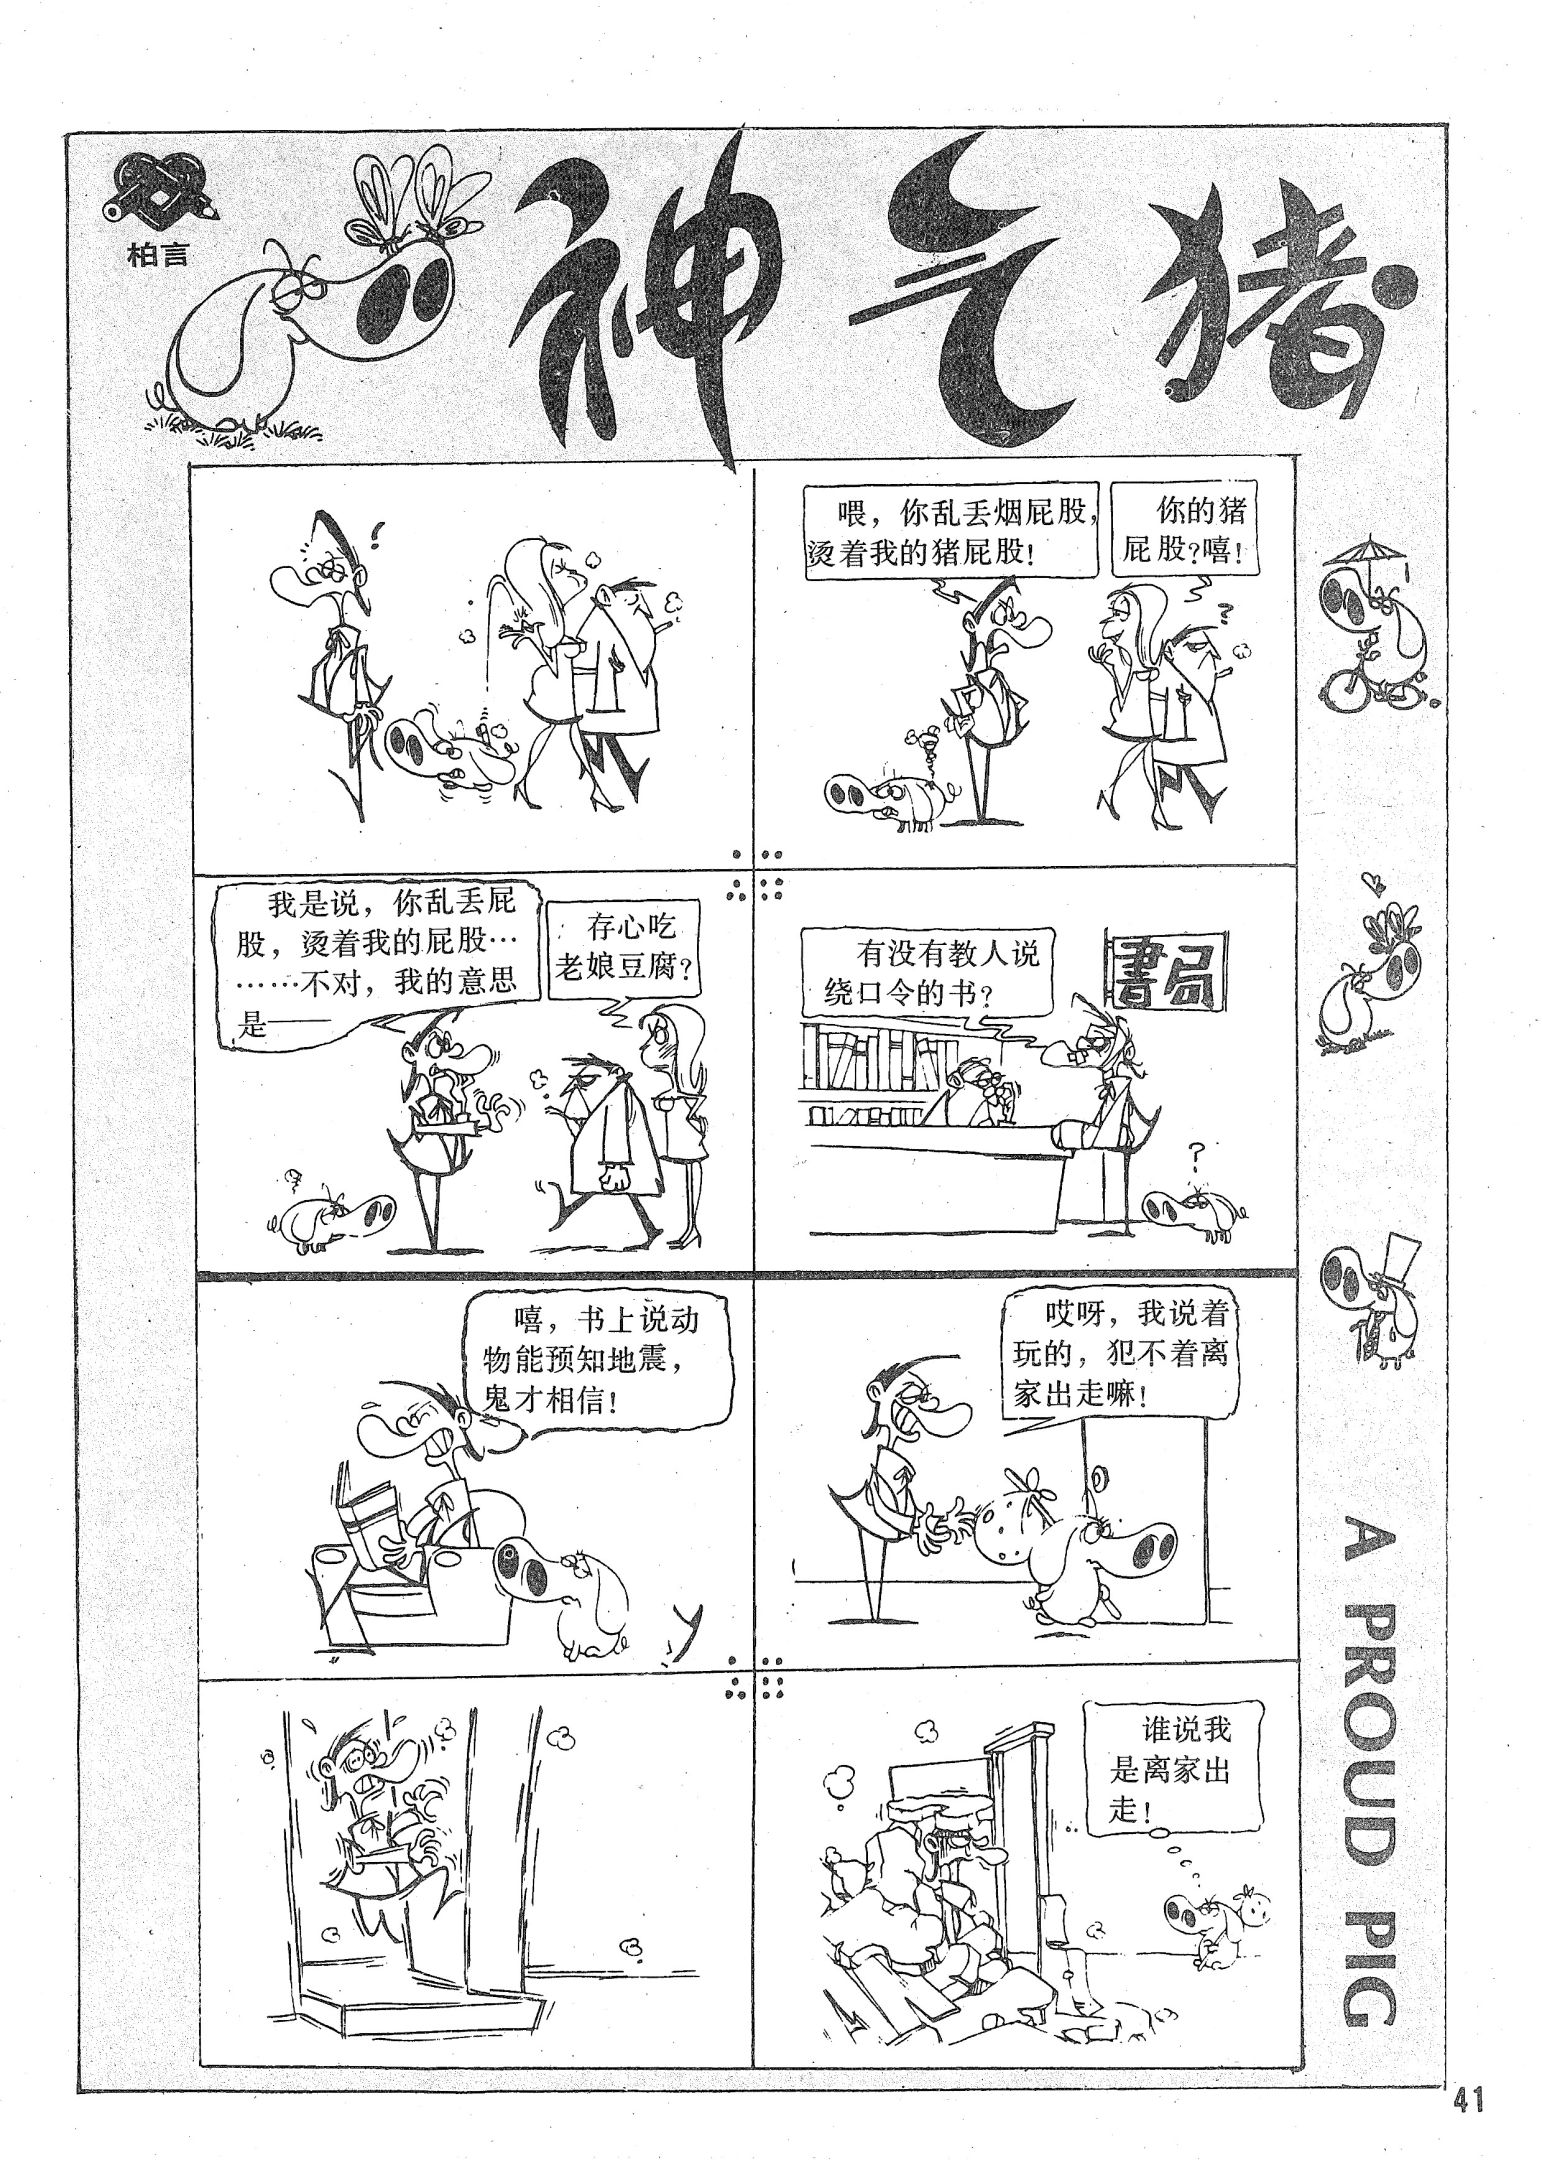 柏言
神气猪
喂，你乱丢烟屁股，
烫着我的猪屁股！
你的猪
屁股？嘻！
我是说，你乱丢屁
股，烫着我的屁股…
……不对，我的意思
是——
存心吃
老娘豆腐？
有没有教人说
绕口令的书？
書局
嘻，书上说动
物能预知地震，
鬼才相信！
哎呀，我说着
玩的，犯不着离
家出走嘛！
谁说我
是离家出
走！
A PROUD PIG
41